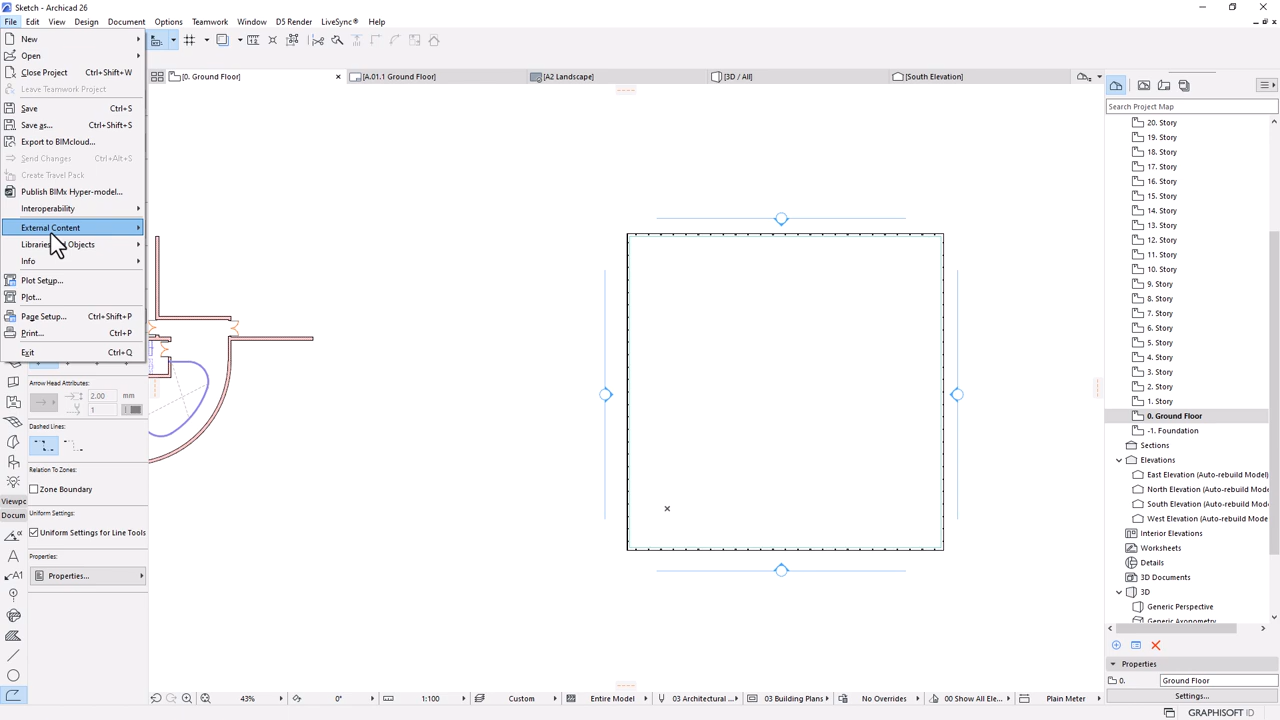 Sketch - Archicad 26
File Edit View Design Document Options Teamwork Window D5 Render LiveSync® Help
[0. Ground Floor]
[A.01.1 Ground Floor]
[A2 Landscape]
[3D / All]
[South Elevation]
New
Open
Close Project Ctrl+Shift+W
Leave Teamwork Project
Save Ctrl+S
Save as... Ctrl+Shift+S
Export to BIMcloud...
Send Changes Ctrl+Alt+S
Create Travel Pack
Publish BIMx Hyper-model...
Interoperability
External Content
Libraries d Objects
Info
Plot Setup...
Plot...
Page Setup... Ctrl+Shift+P
Print... Ctrl+P
Exit Ctrl+Q
Arrow Head Attributes:
2.00 mm
1
Dashed Lines:
Relation To Zones:
Zone Boundary
Viewpo
Uniform Settings:
Docum
Uniform Settings for Line Tools
Properties:
Properties...
Search Project Map
20. Story
19. Story
18. Story
17. Story
16. Story
15. Story
14. Story
13. Story
12. Story
11. Story
10. Story
9. Story
8. Story
7. Story
6. Story
5. Story
4. Story
3. Story
2. Story
1. Story
0. Ground Floor
-1. Foundation
Sections
Elevations
East Elevation (Auto-rebuild Model)
North Elevation (Auto-rebuild Mode
South Elevation (Auto-rebuild Mode
West Elevation (Auto-rebuild Mode
Interior Elevations
Worksheets
Details
3D Documents
3D
Generic Perspective
Generic Axonometry
Properties
0. Ground Floor
Settings...
43% 0° 1:100 Custom Entire Model 03 Architectural ... 03 Building Plans No Overrides 00 Show All Ele... Plain Meter
GRAPHISOFT ID